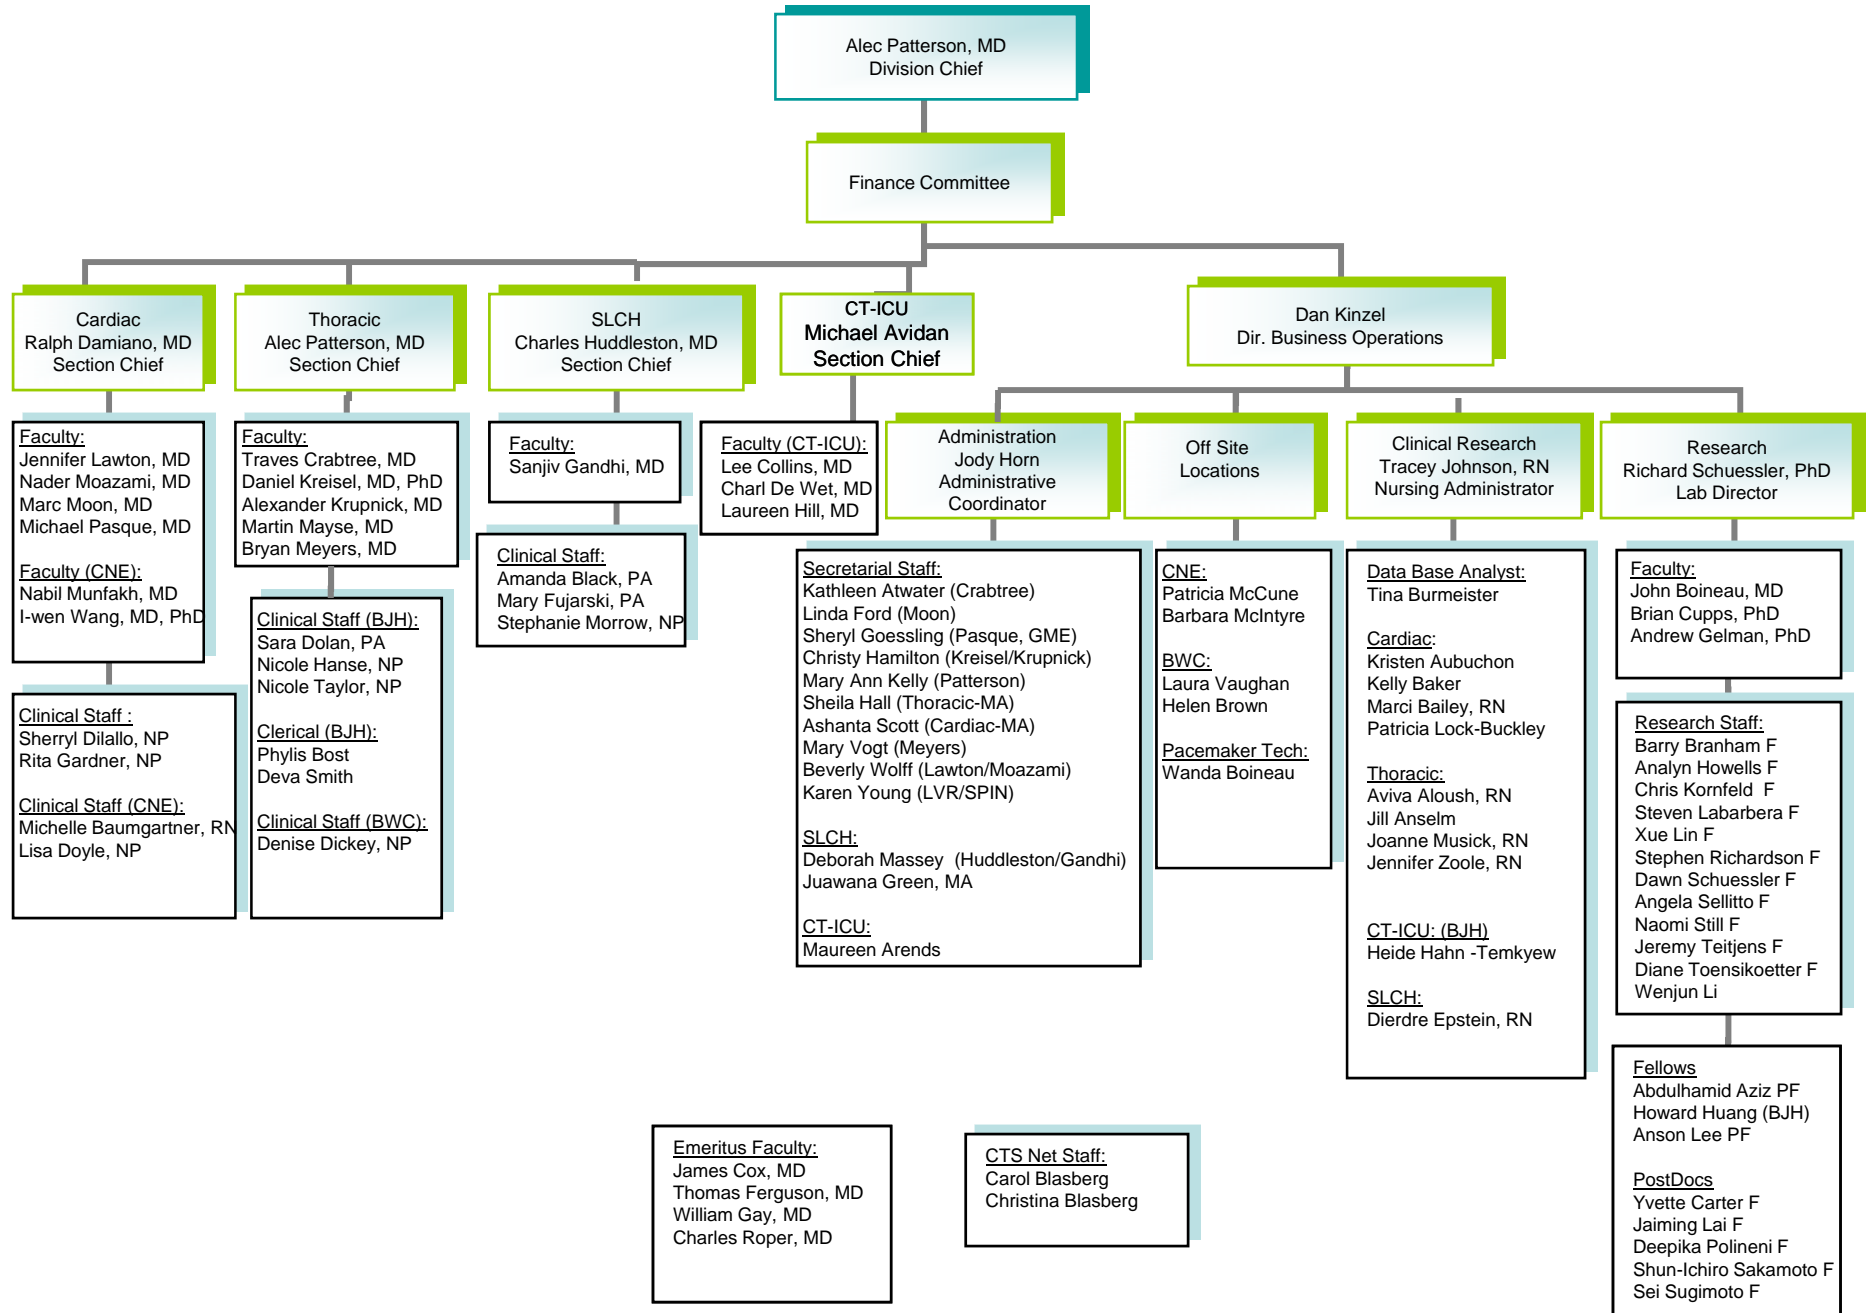 Alec Patterson, MD
Division Chief
Finance Committee
Cardiac
Ralph Damiano, MD
Section Chief
Thoracic
Alec Patterson, MD
Section Chief
SLCH
Charles Huddleston, MD
Section Chief
CT-ICU
Michael Avidan
Section Chief
Dan Kinzel
Dir. Business Operations
Faculty:
Jennifer Lawton, MD
Nader Moazami, MD
Marc Moon, MD
Michael Pasque, MD
Faculty (CNE):
Nabil Munfakh, MD
I-wen Wang, MD, PhD
Clinical Staff :
Sherryl Dilallo, NP
Rita Gardner, NP
Clinical Staff (CNE):
Michelle Baumgartner, RN
Lisa Doyle, NP
Faculty:
Traves Crabtree, MD
Daniel Kreisel, MD, PhD
Alexander Krupnick, MD
Martin Mayse, MD
Bryan Meyers, MD
Clinical Staff (BJH):
Sara Dolan, PA
Nicole Hanse, NP
Nicole Taylor, NP
Clerical (BJH):
Phylis Bost
Deva Smith
Clinical Staff (BWC):
Denise Dickey, NP
Faculty:
Sanjiv Gandhi, MD
Clinical Staff:
Amanda Black, PA
Mary Fujarski, PA
Stephanie Morrow, NP
Faculty (CT-ICU):
Lee Collins, MD
Charl De Wet, MD
Laureen Hill, MD
Administration
Jody Horn
Administrative
Coordinator
Secretarial Staff:
Kathleen Atwater (Crabtree)
Linda Ford (Moon)
Sheryl Goessling (Pasque, GME)
Christy Hamilton (Kreisel/Krupnick)
Mary Ann Kelly (Patterson)
Sheila Hall (Thoracic-MA)
Ashanta Scott (Cardiac-MA)
Mary Vogt (Meyers)
Beverly Wolff (Lawton/Moazami)
Karen Young (LVR/SPIN)
SLCH:
Deborah Massey  (Huddleston/Gandhi)
Juawana Green, MA
CT-ICU:
Maureen Arends
Off Site
Locations
CNE:
Patricia McCune
Barbara McIntyre
BWC:
Laura Vaughan
Helen Brown
Pacemaker Tech:
Wanda Boineau
Clinical Research
Tracey Johnson, RN
Nursing Administrator
Data Base Analyst:
Tina Burmeister
Cardiac:
Kristen Aubuchon
Kelly Baker
Marci Bailey, RN
Patricia Lock-Buckley
Thoracic:
Aviva Aloush, RN
Jill Anselm
Joanne Musick, RN
Jennifer Zoole, RN
CT-ICU: (BJH)
Heide Hahn -Temkyew
SLCH:
Dierdre Epstein, RN
Research
Richard Schuessler, PhD
Lab Director
Faculty:
John Boineau, MD
Brian Cupps, PhD
Andrew Gelman, PhD
Research Staff:
Barry Branham F
Analyn Howells F
Chris Kornfeld  F
Steven Labarbera F
Xue Lin F
Stephen Richardson F
Dawn Schuessler F
Angela Sellitto F
Naomi Still F
Jeremy Teitjens F
Diane Toensikoetter F
Wenjun Li
Fellows
Abdulhamid Aziz PF
Howard Huang (BJH)
Anson Lee PF
PostDocs
Yvette Carter F
Jaiming Lai F
Deepika Polineni F
Shun-Ichiro Sakamoto F
Sei Sugimoto F
Emeritus Faculty:
James Cox, MD
Thomas Ferguson, MD
William Gay, MD
Charles Roper, MD
CTS Net Staff:
Carol Blasberg
Christina Blasberg